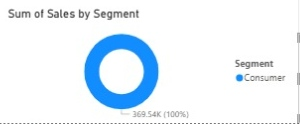 Sum of Sales by Segment
Segment
Consumer
369.54K (100%)